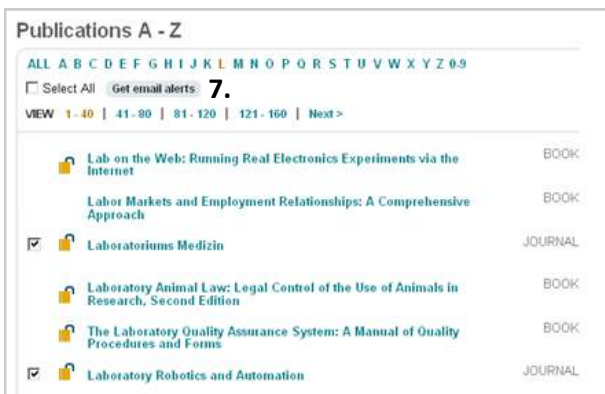 Publications A - Z
ALL A B C D E F G H I J K L M N O P Q R S T U V W X Y Z 0-9
Select All Get email alerts 7.
VIEW 1 - 40 | 41 - 80 | 81 - 120 | 121 - 160 | Next >
Lab on the Web: Running Real Electronics Experiments via the BOOK
Internet
Labor Markets and Employment Relationships: A Comprehensive BOOK
Approach
Laboratoriums Medizin JOURNAL
Laboratory Animal Law: Legal Control of the Use of Animals in BOOK
Research, Second Edition
The Laboratory Quality Assurance System: A Manual of Quality BOOK
Procedures and Forms
Laboratory Robotics and Automation JOURNAL